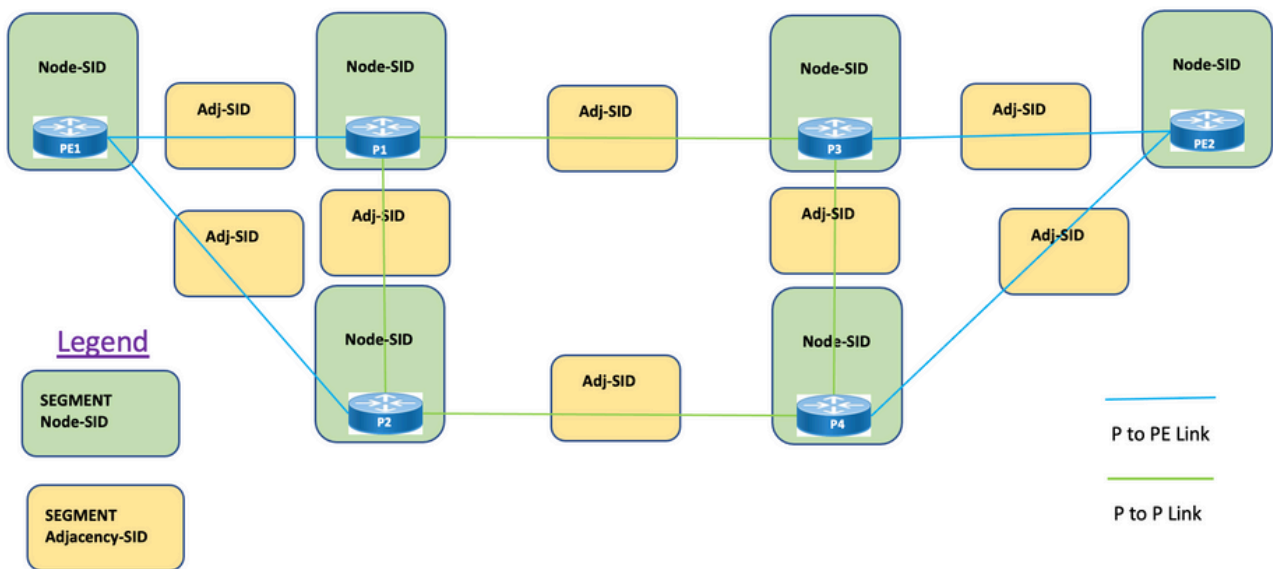 Node-SID
Node-SID
Node-SID
Node-SID
Adj-SID
Adj-SID
Adj-SID
PE1
P1
P3
PE2
Adj-SID
Adj-SID
Adj-SID
Adj-SID
Legend
Node-SID
Node-SID
Adj-SID
SEGMENT
Node-SID
P2
P4
P to PE Link
SEGMENT
Adjacency-SID
P to P Link